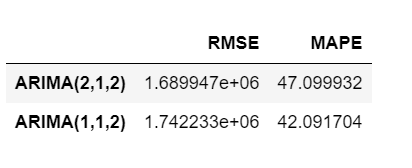 RMSE MAPE
ARIMA(2,1,2) 1.689947e+06 47.099932
ARIMA(1,1,2) 1.742233e+06 42.091704